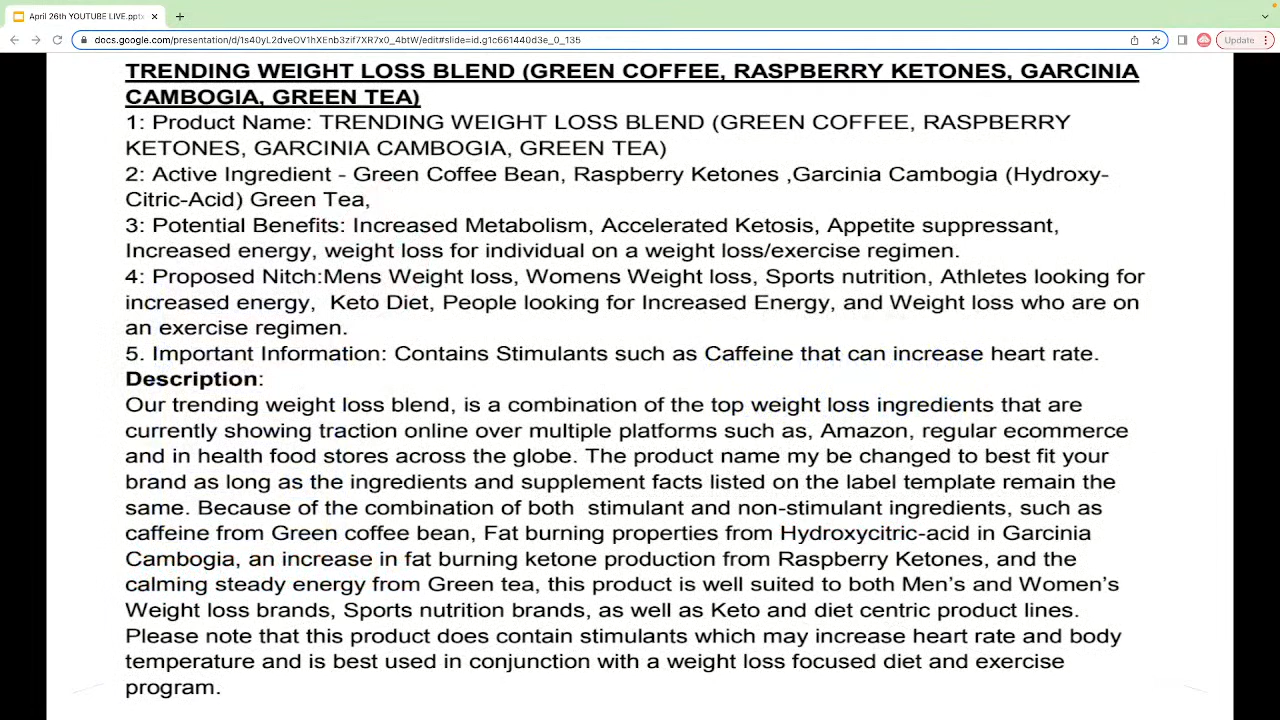 April 26th YOUTUBE LIVE.pptx
docs.google.com/presentation/d/1s40yL2dveOV1hXEnb3zif7XR7x0_4btW/edit#slide=id.g1c661440d3e_0_135
Update
TRENDING WEIGHT LOSS BLEND (GREEN COFFEE, RASPBERRY KETONES, GARCINIA
CAMBOGIA, GREEN TEA)
1: Product Name: TRENDING WEIGHT LOSS BLEND (GREEN COFFEE, RASPBERRY
KETONES, GARCINIA CAMBOGIA, GREEN TEA)
2: Active Ingredient - Green Coffee Bean, Raspberry Ketones ,Garcinia Cambogia (Hydroxy-
Citric-Acid) Green Tea,
3: Potential Benefits: Increased Metabolism, Accelerated Ketosis, Appetite suppressant,
Increased energy, weight loss for individual on a weight loss/exercise regimen.
4: Proposed Nitch:Mens Weight loss, Womens Weight loss, Sports nutrition, Athletes looking for
increased energy,  Keto Diet, People looking for Increased Energy, and Weight loss who are on
an exercise regimen.
5. Important Information: Contains Stimulants such as Caffeine that can increase heart rate.
Description:
Our trending weight loss blend, is a combination of the top weight loss ingredients that are
currently showing traction online over multiple platforms such as, Amazon, regular ecommerce
and in health food stores across the globe. The product name my be changed to best fit your
brand as long as the ingredients and supplement facts listed on the label template remain the
same. Because of the combination of both  stimulant and non-stimulant ingredients, such as
caffeine from Green coffee bean, Fat burning properties from Hydroxycitric-acid in Garcinia
Cambogia, an increase in fat burning ketone production from Raspberry Ketones, and the
calming steady energy from Green tea, this product is well suited to both Men's and Women's
Weight loss brands, Sports nutrition brands, as well as Keto and diet centric product lines.
Please note that this product does contain stimulants which may increase heart rate and body
temperature and is best used in conjunction with a weight loss focused diet and exercise
program.